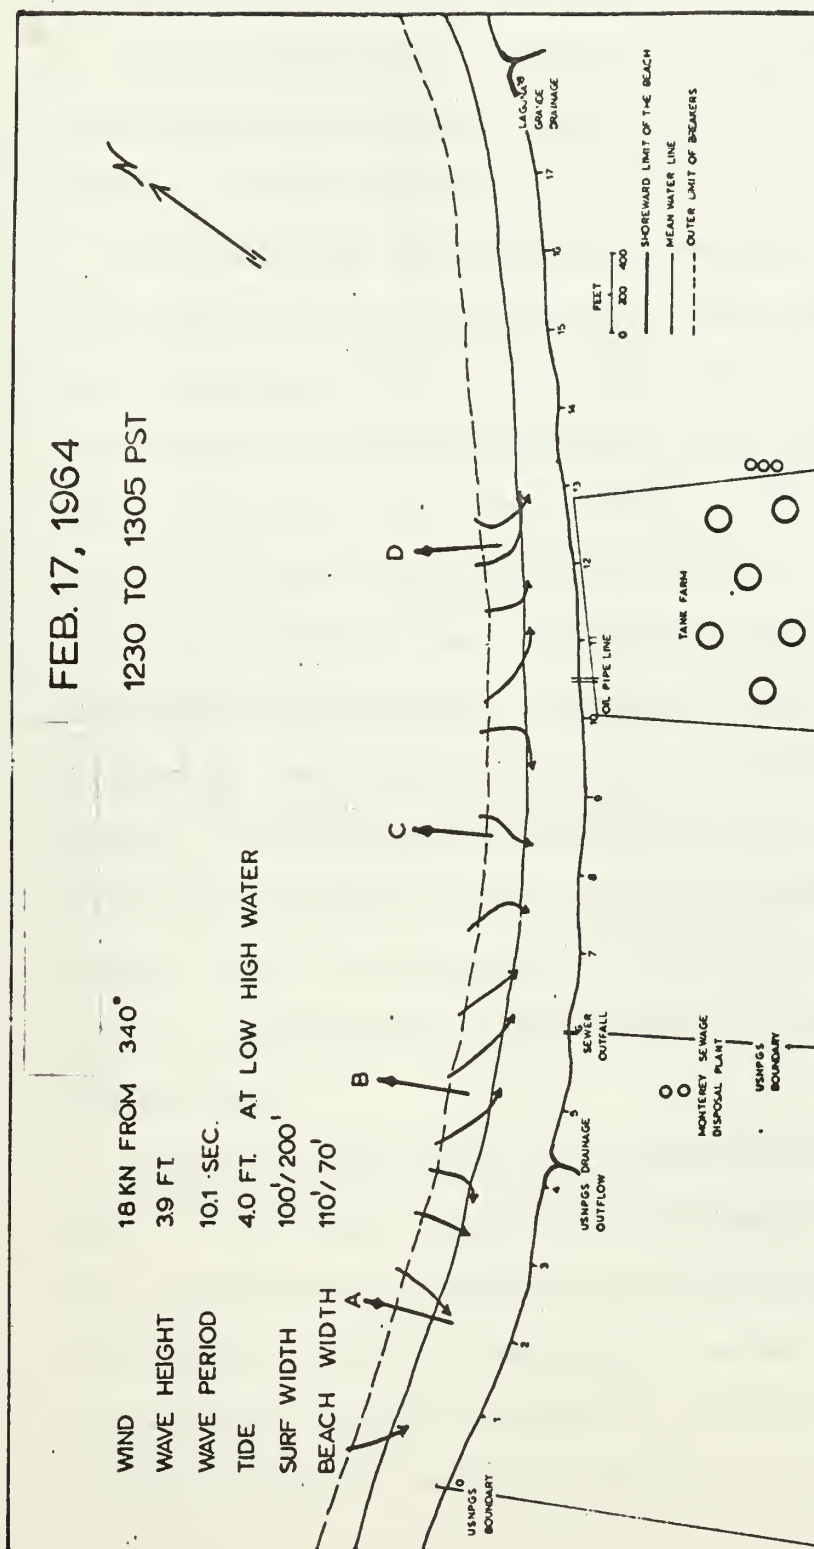 FEB. 17, 1964
1230 TO 1305 PST
WIND 18 KN FROM 340°
WAVE HEIGHT 3.9 FT.
WAVE PERIOD 10.1 SEC.
TIDE 4.0 FT. AT LOW HIGH WATER
SURF WIDTH 100'/200'
BEACH WIDTH 110'/70'
N
A
B
C
D
0
1
2
3
4
5
6
7
8
9
10
11
12
13
14
15
16
17
USNPGS
BOUNDARY
USNPGS DRAINAGE
OUTFLOW
SEWER
OUTFALL
OIL PIPE LINE
LAGUNA
GRANDE
DRAINAGE
MONTEREY SEWAGE
DISPOSAL PLANT
USNPGS
BOUNDARY
TANK FARM
FEET
0 200 400
SHOREWARD LIMIT OF THE BEACH
MEAN WATER LINE
OUTER LIMIT OF BREAKERS